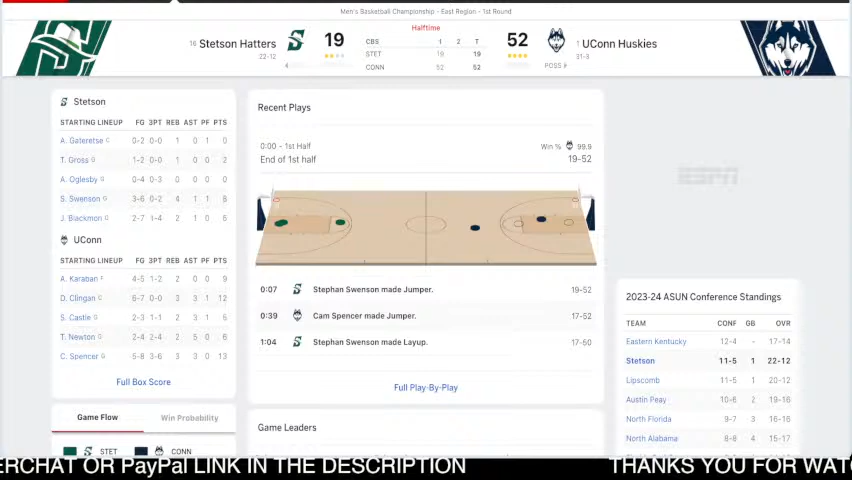 Men's Basketball Championship - East Region - 1st Round
Halftime
16 Stetson Hatters 19 52 1 UConn Huskies
22-12
CBS 1 2 T
STET 19 19
CONN 52 52
POSS
Stetson
STARTING LINEUP FG 3PT REB AST PF PTS
A. Gateretse C 0-2 0-0 1 0 1 0
T. Gross G 1-2 0-0 1 0 0 2
A. Oglesby G 0-4 0-3 0 0 0 0
S. Swenson G 3-6 0-2 4 1 1 8
J. Blackmon G 2-7 1-4 2 1 0
UConn
STARTING LINEUP FG 3PT REB AST PF PTS
A. Karaban F 4-5 1-2 2 0 0 9
D. Clingan C 6-7 0-0 3 3 1 12
S. Castle G 2-3 1-1 2 3 1 5
T. Newton G 2-4 2-4 2 5 0 6
C. Spencer G 5-8 3-6 3 3 0 13
Full Box Score
Game Flow Win Probability
STET CONN
Recent Plays
0:00 - 1st Half Win % 99.9
End of 1st half 19-52
0:07 Stephan Swenson made Jumper. 19-52
0:39 Cam Spencer made Jumper. 17-52
1:04 Stephan Swenson made Layup. 17-50
Full Play-By-Play
Game Leaders
ESPN
2023-24 ASUN Conference Standings
TEAM CONF GB OVR
Eastern Kentucky 12-4 - 17-14
Stetson 11-5 1 22-12
Lipscomb 11-5 1 20-12
Austin Peay 10-6 2 19-16
North Florida 9-7 3 16-16
North Alabama 8-8 4 15-17
ERCHAT OR PayPal LINK IN THE DESCRIPTION THANKS YOU FOR WATC